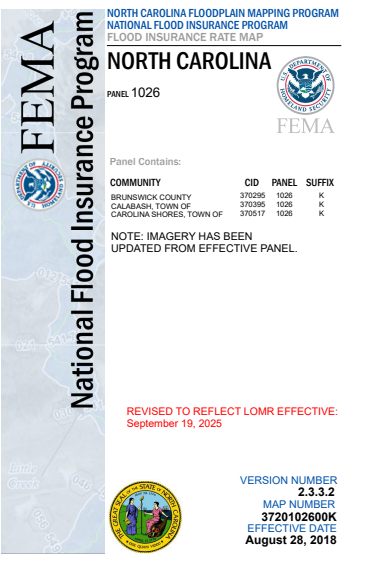 NORTH CAROLINA FLOODPLAIN MAPPING PROGRAM
NATIONAL FLOOD INSURANCE PROGRAM
FLOOD INSURANCE RATE MAP
NORTH CAROLINA
PANEL 1026
U.S. DEPARTMENT OF HOMELAND SECURITY
FEMA
Panel Contains:
COMMUNITY CID PANEL SUFFIX
BRUNSWICK COUNTY 370295 1026 K
CALABASH, TOWN OF 370395 1026 K
CAROLINA SHORES, TOWN OF 370517 1026 K
NOTE: IMAGERY HAS BEEN
UPDATED FROM EFFECTIVE PANEL.
REVISED TO REFLECT LOMR EFFECTIVE:
September 19, 2025
VERSION NUMBER
2.3.3.2
MAP NUMBER
3720102600K
EFFECTIVE DATE
August 28, 2018
THE GREAT SEAL OF THE STATE OF NORTH CAROLINA
FEMA
National Flood Insurance Program
U.S. DEPARTMENT OF HOMELAND SECURITY
Little